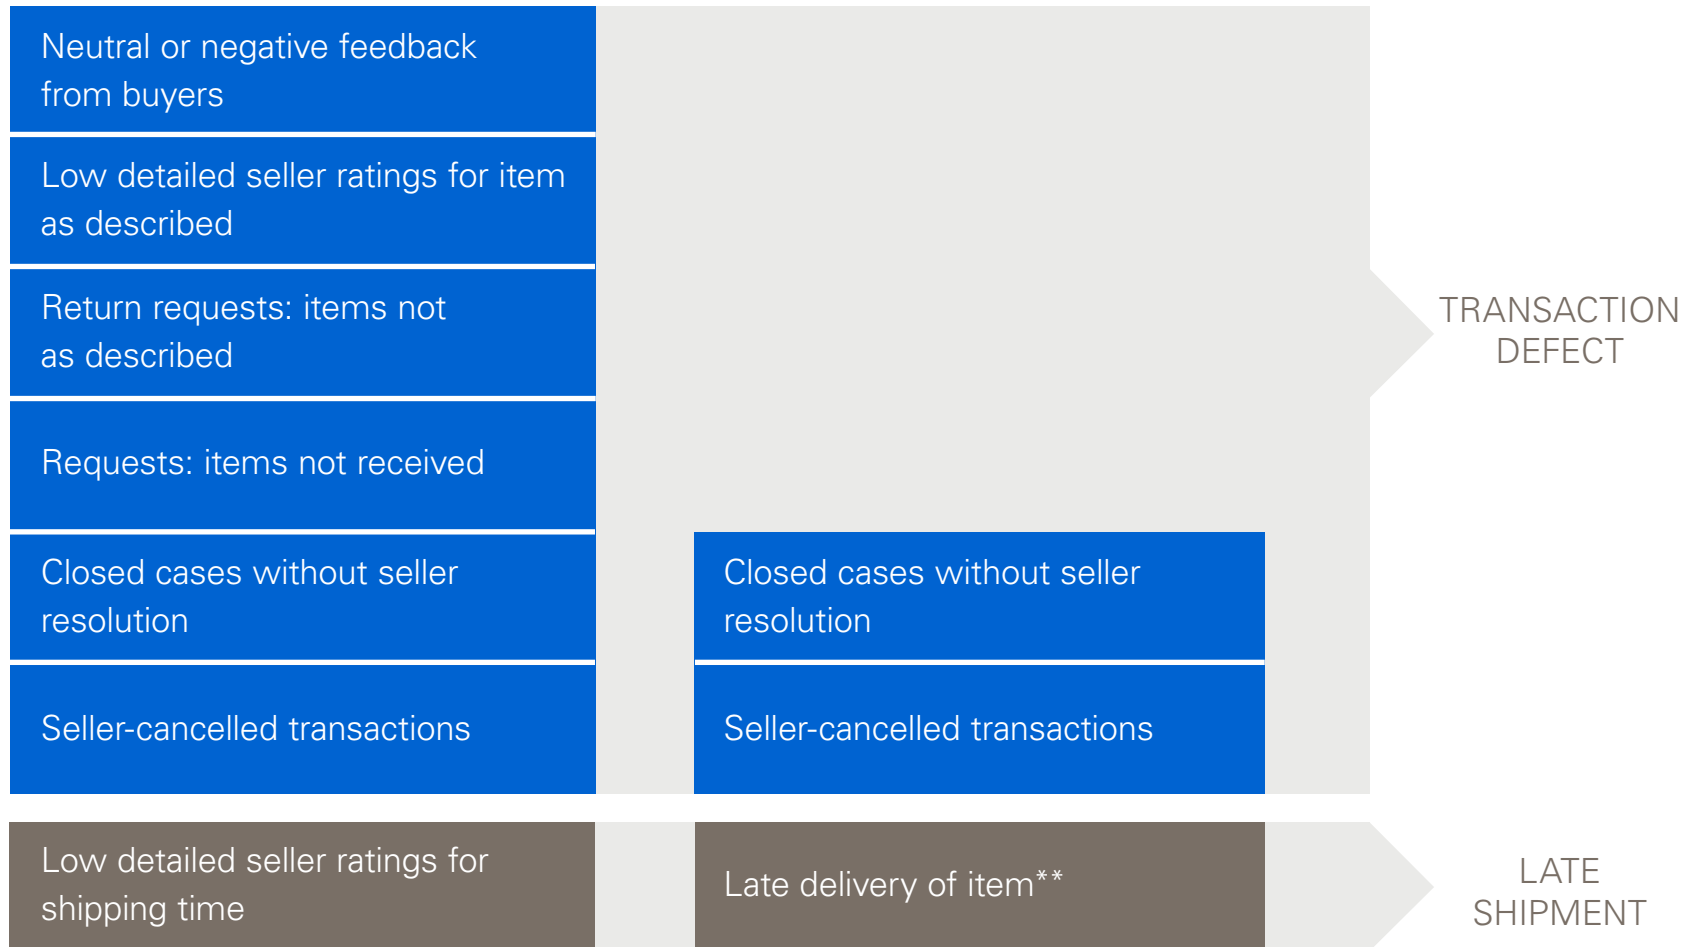 Neutral or negative feedback
from buyers
Low detailed seller ratings for item
as described
Return requests: items not
as described
Requests: items not received
Closed cases without seller
resolution
Seller-cancelled transactions
Closed cases without seller
resolution
Seller-cancelled transactions
TRANSACTION
DEFECT
Low detailed seller ratings for
shipping time
Late delivery of item**
LATE
SHIPMENT